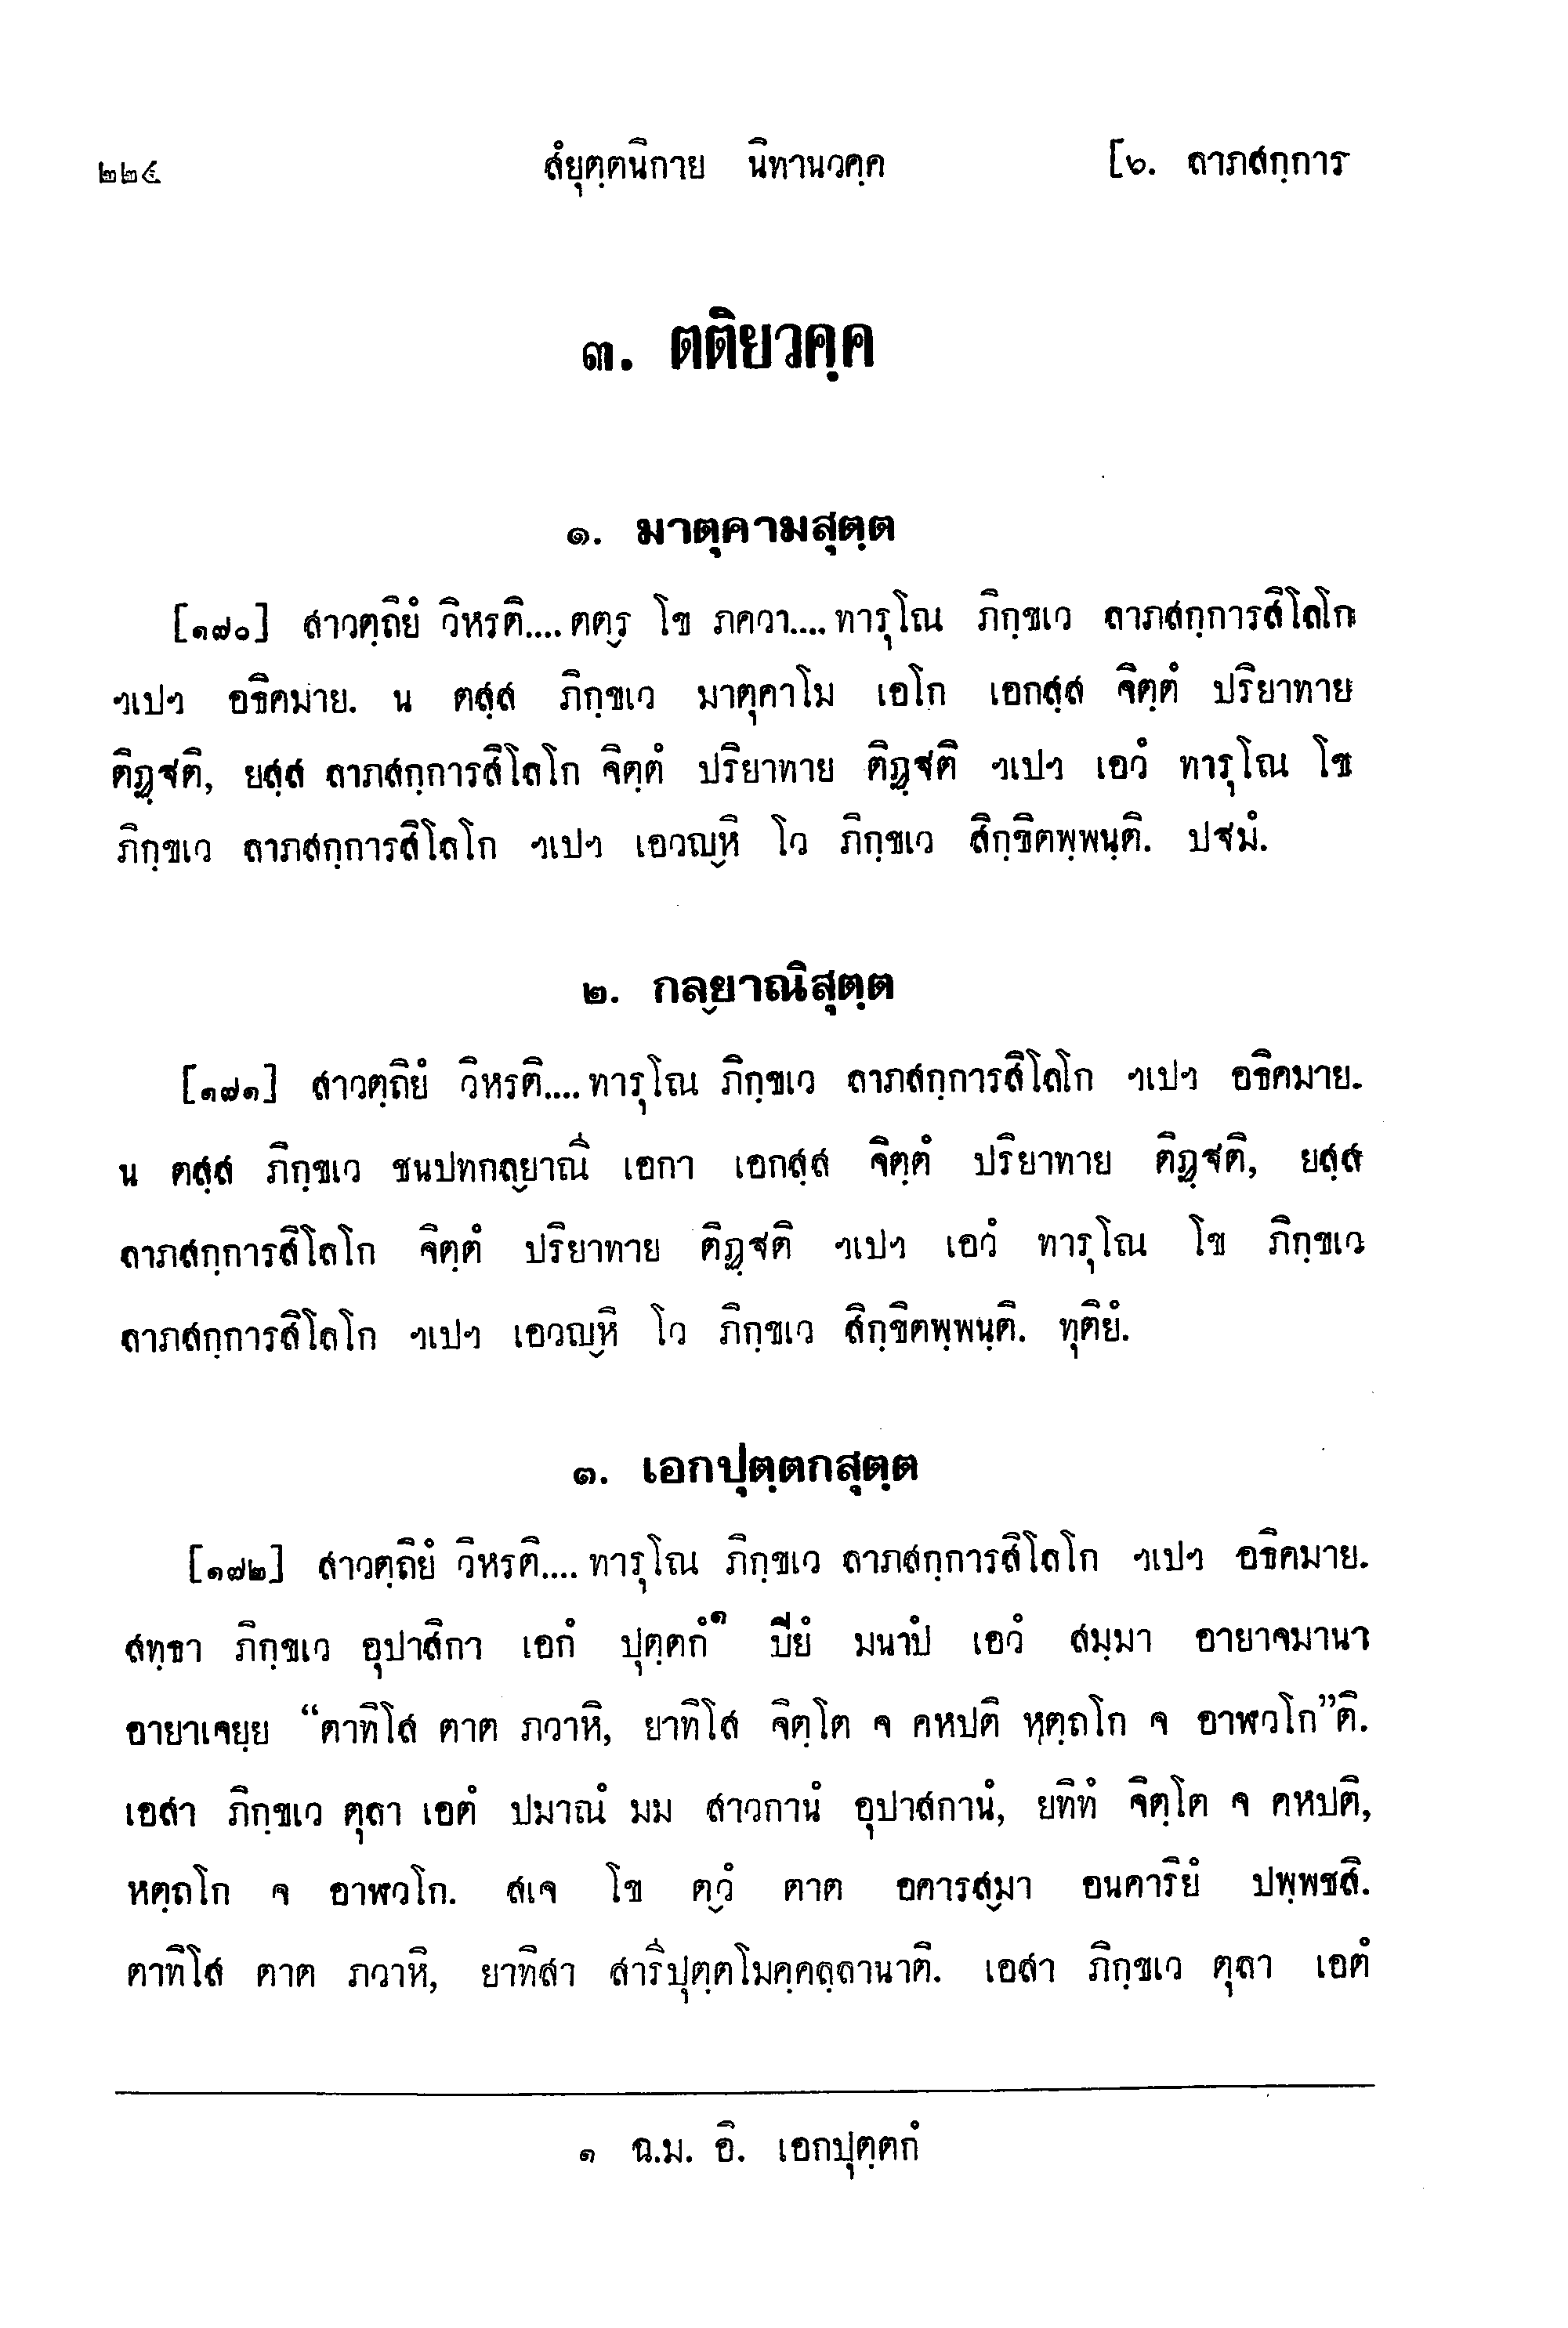 ๒๒๔ สํยุตฺตนิกาย นิทานวคฺค [๖. ลาภสกฺการ
๓. ตติยวคฺค
๑. มาตุคามสุตฺต
[๑๗๐] สาวตฺถิยํ วิหรติ.... ตตฺร โข ภควา.... ทารุโณ ภิกฺขเว ลาภสกฺการสิโลโก
ฯเปฯ อธิคมาย. น ตสฺส ภิกฺขเว มาตุคาโม เอโก เอกสฺส จิตฺตํ ปริยาทาย
ติฏฺฐติ, ยสฺส ลาภสกฺการสิโลโก จิตฺตํ ปริยาทาย ติฏฺฐติ ฯเปฯ เอวํ ทารุโณ โข
ภิกฺขเว ลาภสกฺการสิโลโก ฯเปฯ เอวญฺหิ โว ภิกฺขเว สิกฺขิตพฺพนฺติ. ปฐมํ.
๒. กลฺยาณิสุตฺต
[๑๗๑] สาวตฺถิยํ วิหรติ.... ทารุโณ ภิกฺขเว ลาภสกฺการสิโลโก ฯเปฯ อธิคมาย.
น ตสฺส ภิกฺขเว ชนปทกลฺยาณี เอกา เอกสฺส จิตฺตํ ปริยาทาย ติฏฺฐติ, ยสฺส
ลาภสกฺการสิโลโก จิตฺตํ ปริยาทาย ติฏฺฐติ ฯเปฯ เอวํ ทารุโณ โข ภิกฺขเว
ลาภสกฺการสิโลโก ฯเปฯ เอวญฺหิ โว ภิกฺขเว สิกฺขิตพฺพนฺติ. ทุติยํ.
๓. เอกปุตฺตกสุตฺต
[๑๗๒] สาวตฺถิยํ วิหรติ.... ทารุโณ ภิกฺขเว ลาภสกฺการสิโลโก ฯเปฯ อธิคมาย.
สทฺธา ภิกฺขเว อุปาสิกา เอกํ ปุตฺตกํ๑ ปิยํ มนาปํ เอวํ สมฺมา อายาจมานา
อายาเจยฺย “ตาทิโส ตาต ภวาหิ, ยาทิโส จิตฺโต จ คหปติ หตฺถโก จ อาฬวโก”ติ.
เอสา ภิกฺขเว ตุลา เอตํ ปมาณํ มม สาวกานํ อุปาสกานํ, ยทิทํ จิตฺโต จ คหปติ,
หตฺถโก จ อาฬวโก. สเจ โข ตฺวํ ตาต อคารสฺมา อนคาริยํ ปพฺพชสิ.
ตาทิโส ตาต ภวาหิ, ยาทิสา สารีปุตฺตโมคฺคลฺลานาติ. เอสา ภิกฺขเว ตุลา เอตํ
๑ ฉ.ม. อิ. เอกปุตฺตกํ